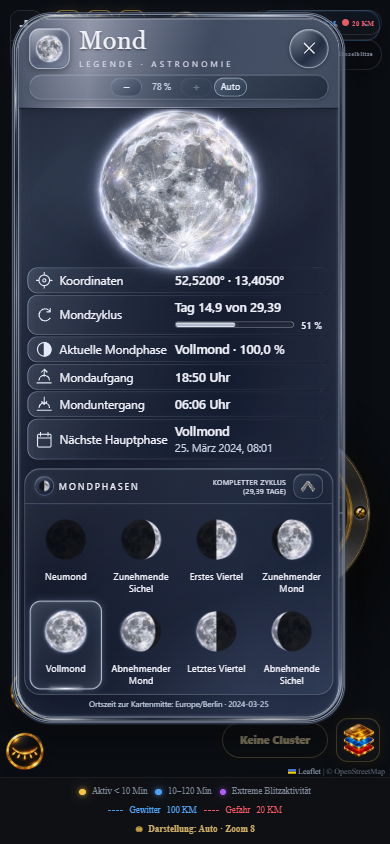 Mond
20 KM
LEGENDE · ASTRONOMIE
− 78 % + Auto
Koordinaten 52,5200° · 13,4050°
Mondzyklus Tag 14,9 von 29,39
51 %
Aktuelle Mondphase Vollmond · 100,0 %
Mondaufgang 18:50 Uhr
Monduntergang 06:06 Uhr
Nächste Hauptphase Vollmond
25. März 2024, 08:01
MONDPHASEN KOMPLETTER ZYKLUS
(29,39 TAGE)
Neumond Zunehmende Erstes Viertel Zunehmender
Sichel Mond
Vollmond Abnehmender Letztes Viertel Abnehmende
Mond Sichel
Ortszeit zur Kartenmitte: Europe/Berlin · 2024-03-25
Keine Cluster
Leaflet | © OpenStreetMap
Aktiv < 10 Min 10–120 Min Extreme Blitzaktivität
Gewitter 100 KM Gefahr 20 KM
Darstellung: Auto · Zoom 8